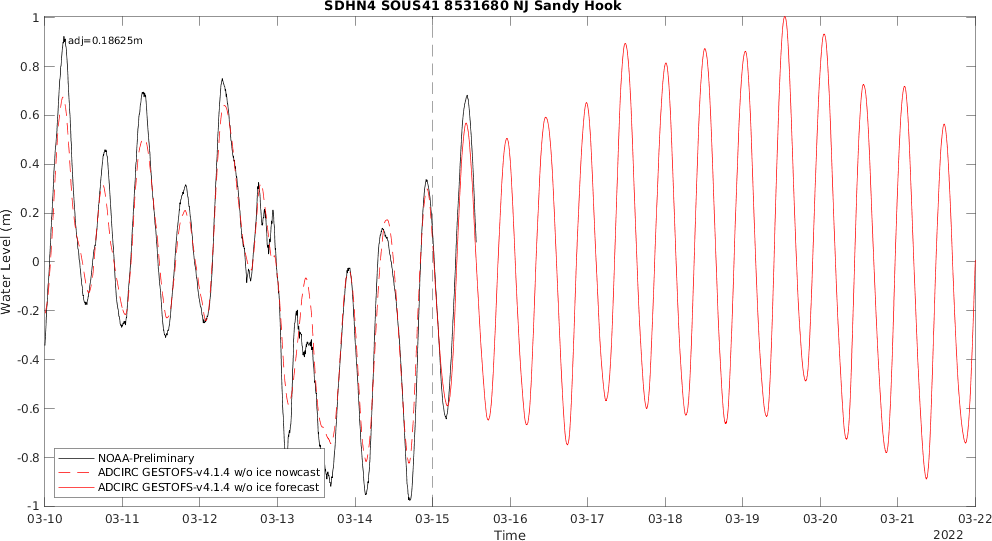 SDHN4 SOUS41 8531680 NJ Sandy Hook
adj=0.18625m
1
0.8
0.6
0.4
0.2
0
-0.2
-0.4
-0.6
-0.8
-1
Water Level (m)
NOAA-Preliminary
ADCIRC GESTOFS-v4.1.4 w/o ice nowcast
ADCIRC GESTOFS-v4.1.4 w/o ice forecast
03-10 03-11 03-12 03-13 03-14 03-15 03-16 03-17 03-18 03-19 03-20 03-21 03-22
Time
2022